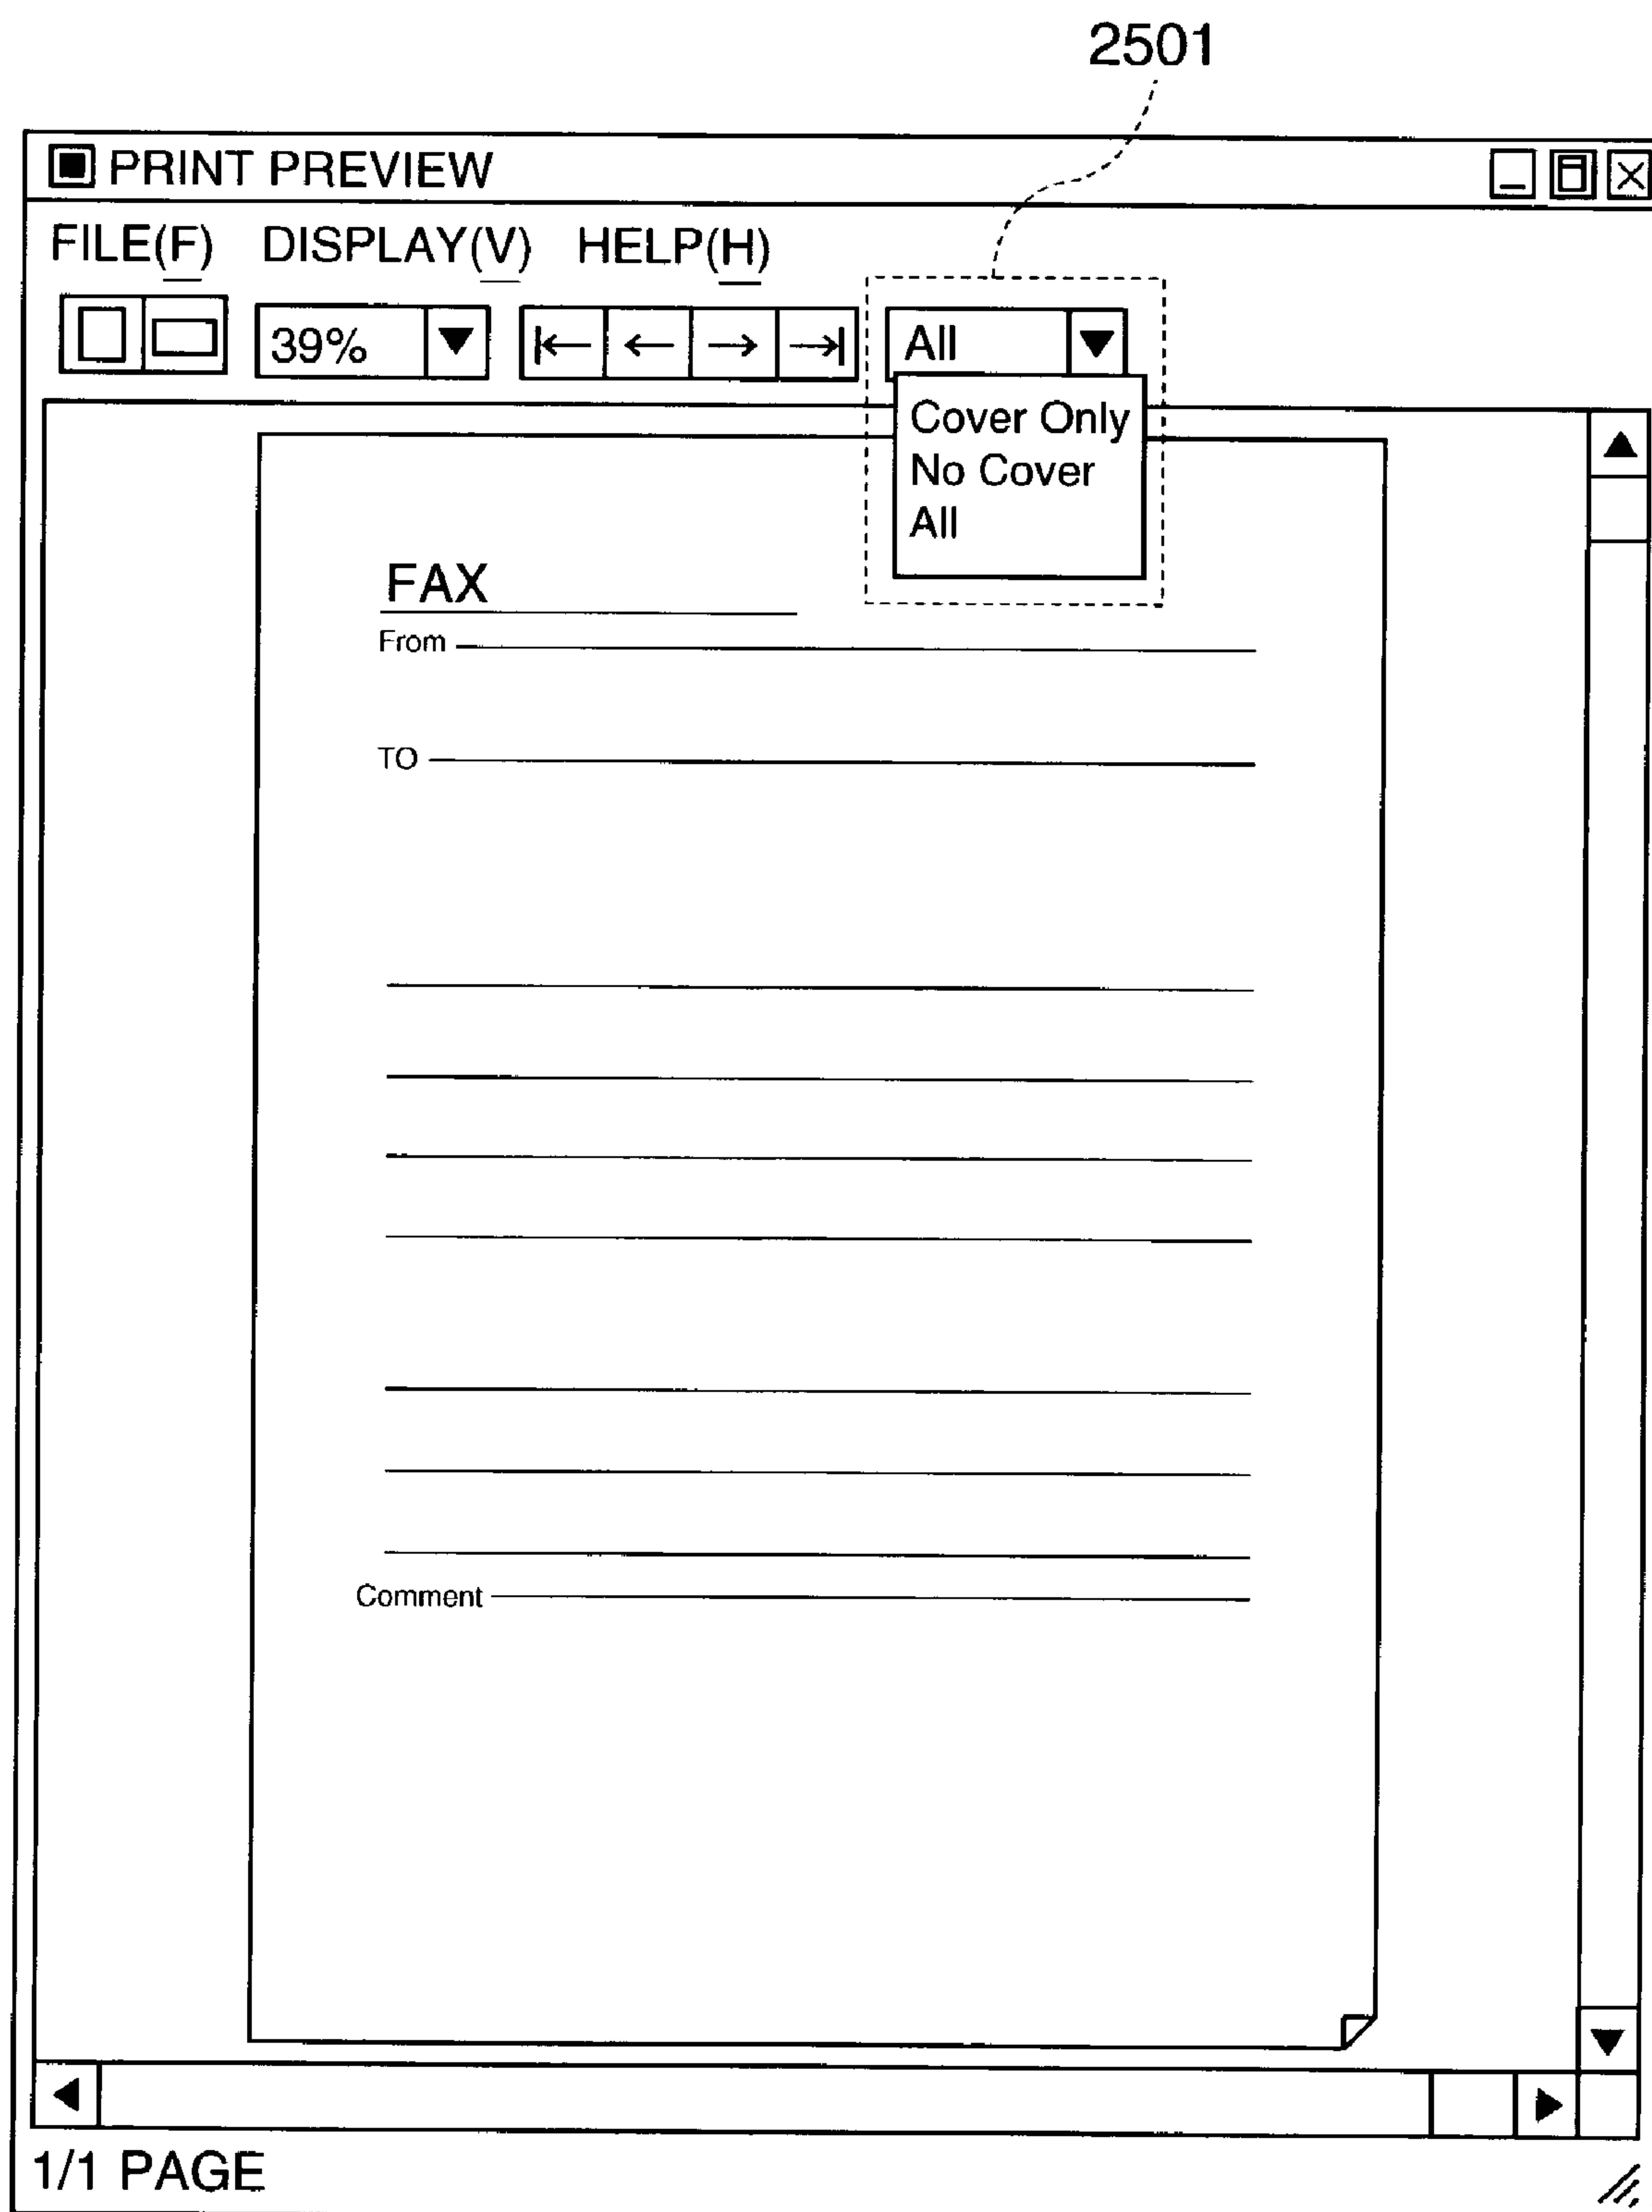 2501
PRINT PREVIEW
FILE(F) DISPLAY(V) HELP(H)
39% All
Cover Only
No Cover
All
FAX
From
TO
Comment
1/1 PAGE